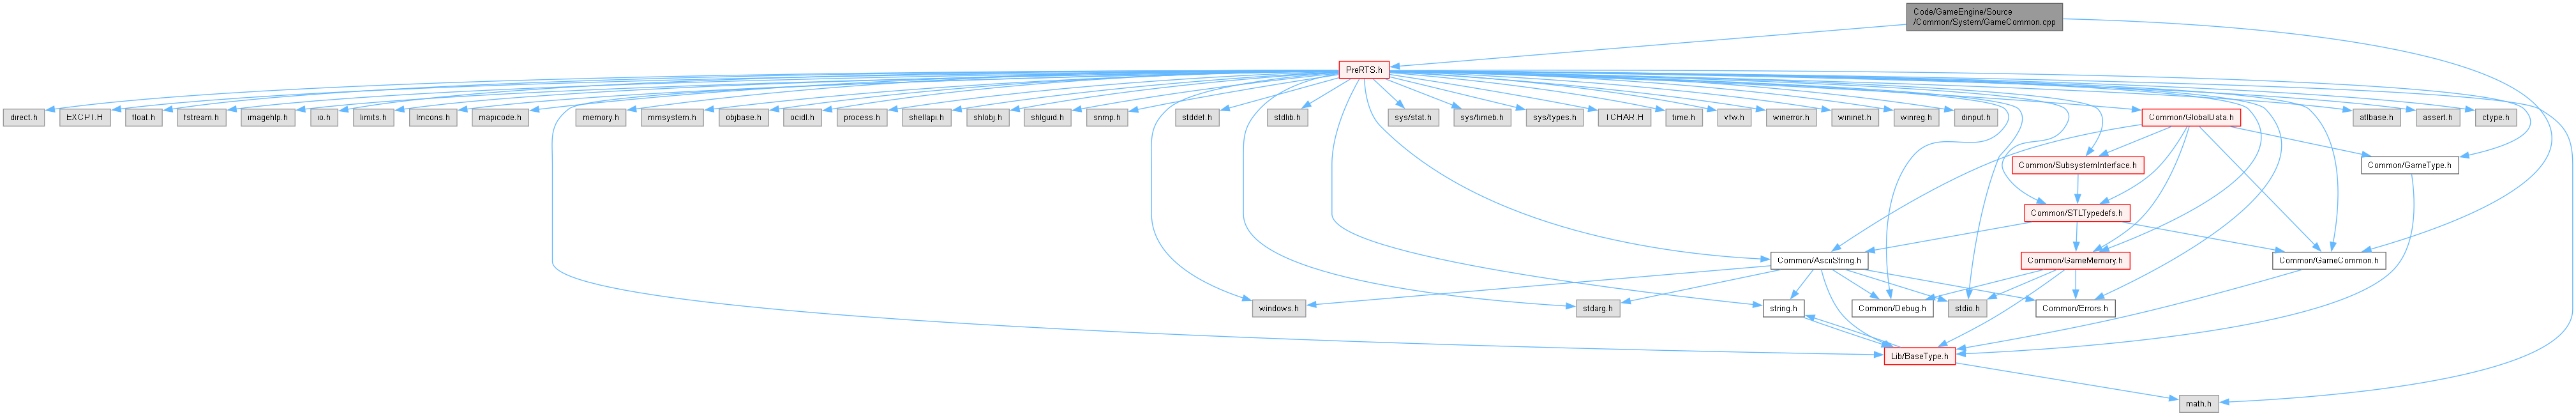 Code/GameEngine/Source
/Common/System/GameCommon.cpp
PreRTS.h
direct.h
EXCPT.H
float.h
fstream.h
imagehlp.h
io.h
limits.h
lmcons.h
mapicode.h
memory.h
mmsystem.h
objbase.h
ocidl.h
process.h
shellapi.h
shlobj.h
shlguid.h
snmp.h
stddef.h
stdlib.h
sys/stat.h
sys/timeb.h
sys/types.h
TCHAR.H
time.h
vfw.h
winerror.h
wininet.h
winreg.h
dinput.h
Common/GlobalData.h
atlbase.h
assert.h
ctype.h
Common/SubsystemInterface.h
Common/GameType.h
Common/STLTypedefs.h
Common/AsciiString.h
Common/GameMemory.h
Common/GameCommon.h
windows.h
stdarg.h
string.h
Common/Debug.h
stdio.h
Common/Errors.h
Lib/BaseType.h
math.h